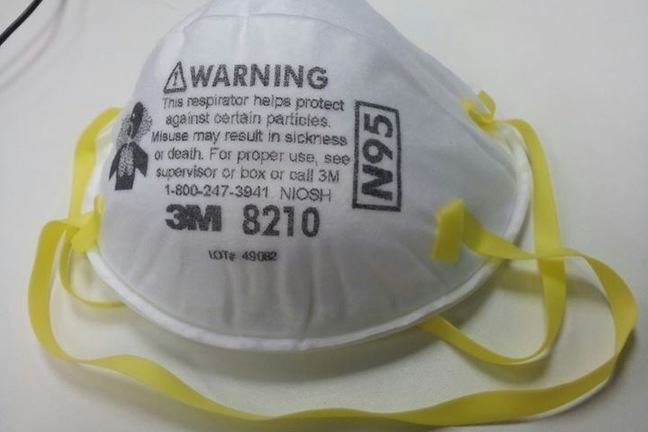 ⚠WARNING
This respirator helps protect
against certain particles.
Misuse may result in sickness
or death. For proper use, see
supervisor or box or call 3M
1-800-247-3941 NIOSH
3M 8210
LOT# 49082
N95